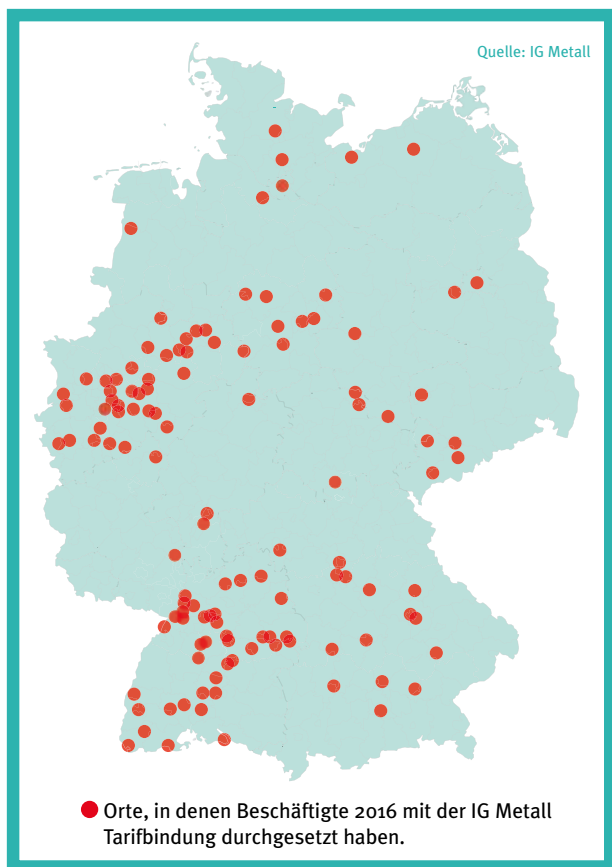 Quelle: IG Metall
Orte, in denen Beschäftigte 2016 mit der IG Metall
Tarifbindung durchgesetzt haben.